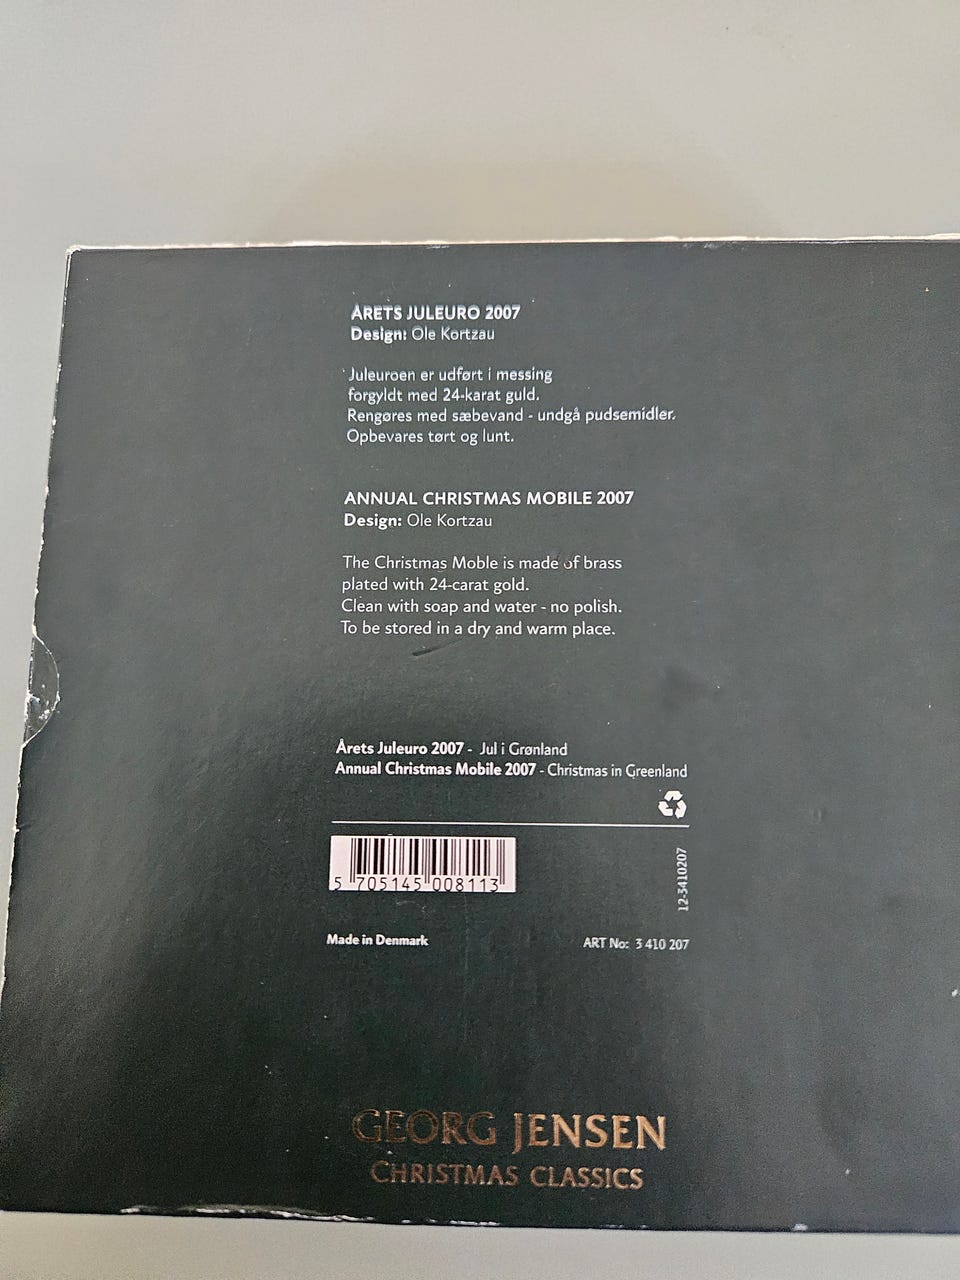 ÅRETS JULEURO 2007
Design: Ole Kortzau
Juleuroen er udført i messing
forgyldt med 24-karat guld.
Rengøres med sæbevand - undgå pudsemidler.
Opbevares tørt og lunt.
ANNUAL CHRISTMAS MOBILE 2007
Design: Ole Kortzau
The Christmas Moble is made of brass
plated with 24-carat gold.
Clean with soap and water - no polish.
To be stored in a dry and warm place.
Årets Juleuro 2007 - Jul i Grønland
Annual Christmas Mobile 2007 - Christmas in Greenland
5 705145 008113
12-3410207
Made in Denmark
ART No: 3 410 207
GEORG JENSEN
CHRISTMAS CLASSICS